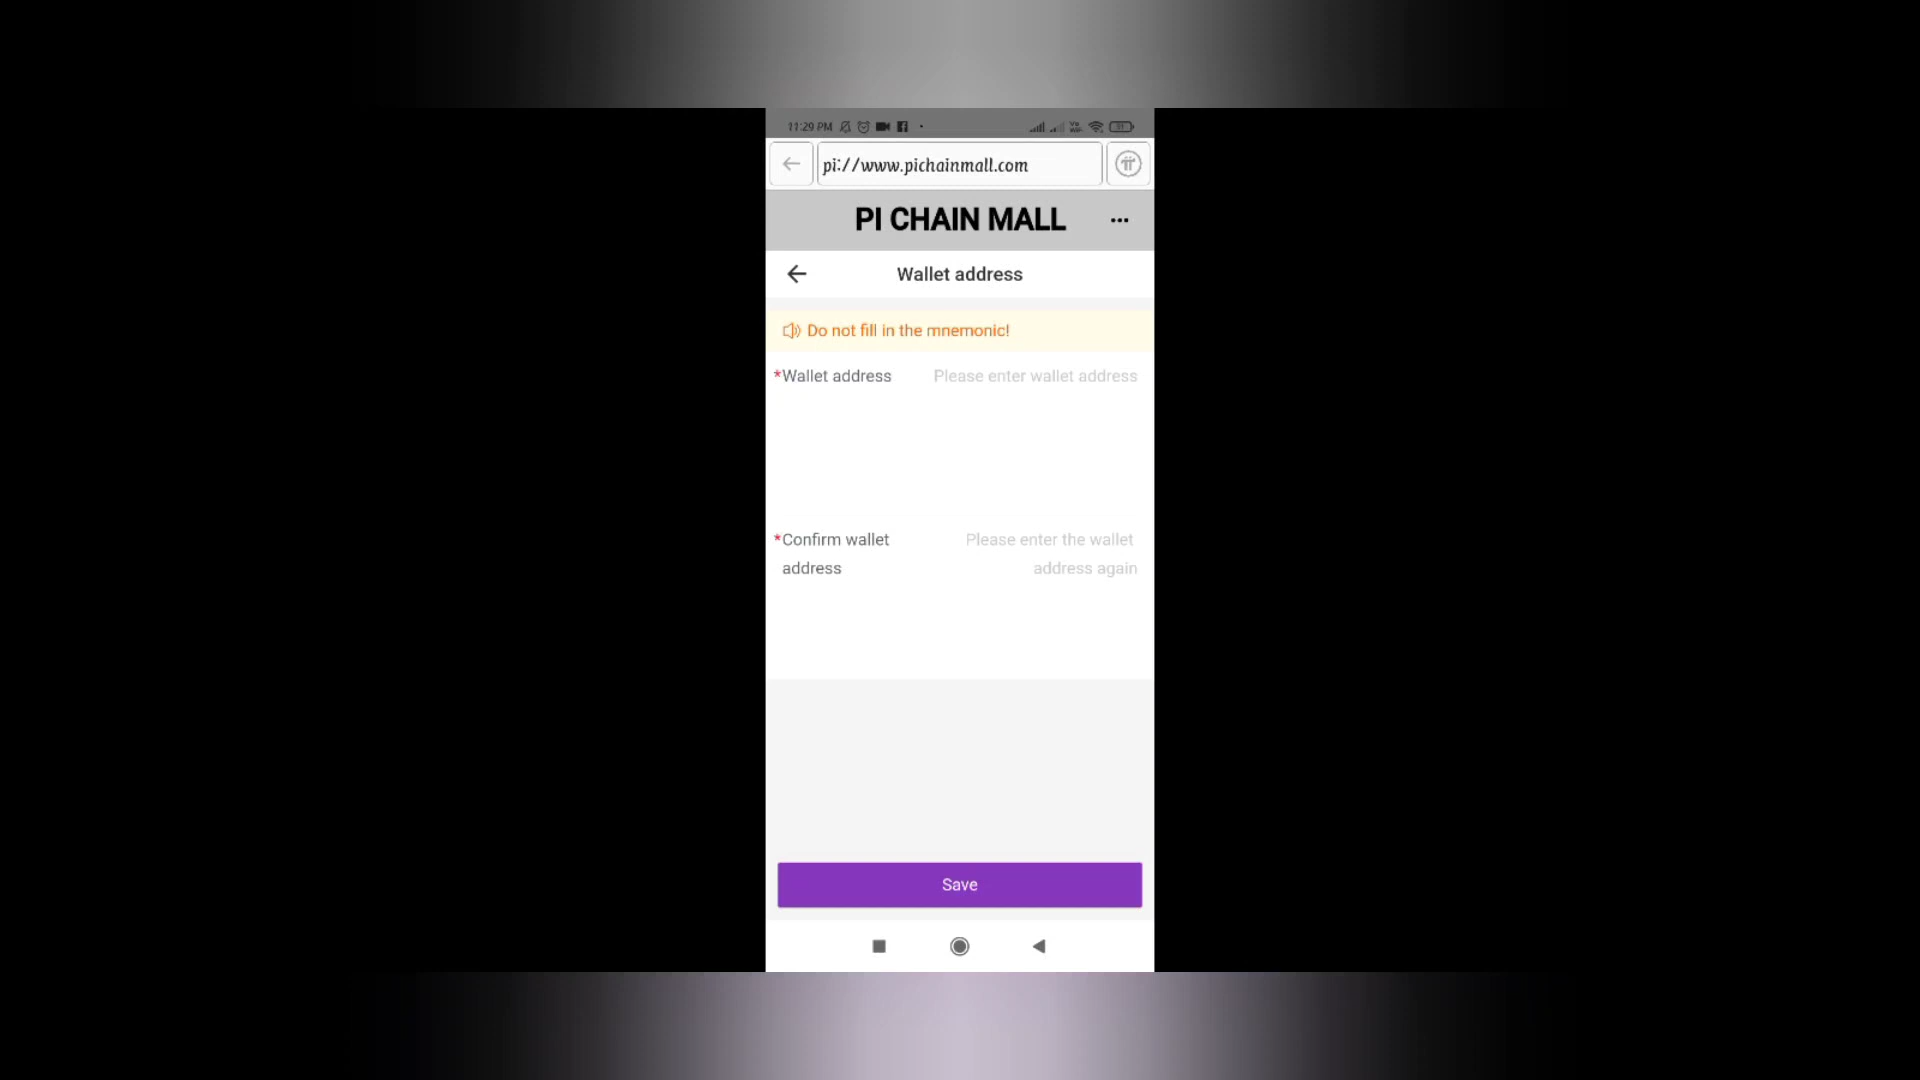 11:29 PM
pi://www.pichainmall.com
PI CHAIN MALL
Wallet address
Do not fill in the mnemonic!
*Wallet address
Please enter wallet address
*Confirm wallet
address
Please enter the wallet
address again
Save